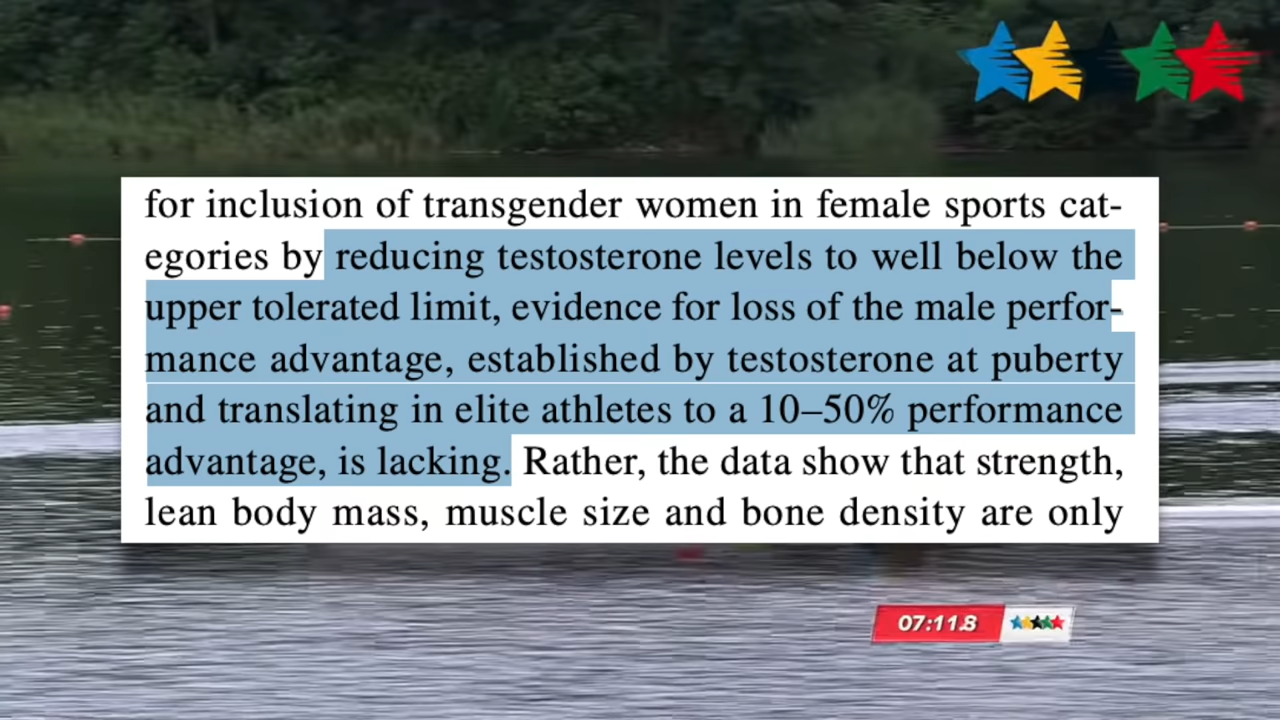 for inclusion of transgender women in female sports cat-
egories by reducing testosterone levels to well below the
upper tolerated limit, evidence for loss of the male perfor-
mance advantage, established by testosterone at puberty
and translating in elite athletes to a 10–50% performance
advantage, is lacking. Rather, the data show that strength,
lean body mass, muscle size and bone density are only
07:11.8